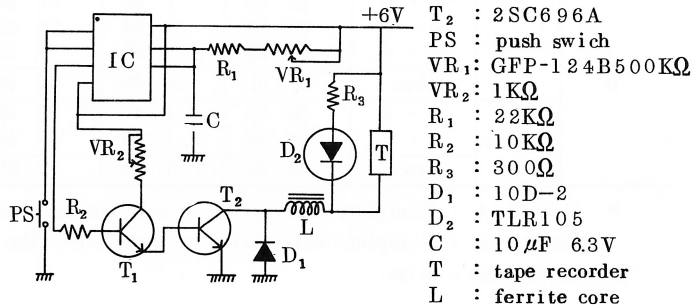 +6V
IC
R1
VR1
R3
C
D2
T
VR2
PS
R2
T1
T2
L
D1
T2 : 2SC696A
PS : push swich
VR1: GFP-124B500KΩ
VR2: 1KΩ
R1 : 22KΩ
R2 : 10KΩ
R3 : 300Ω
D1 : 10D-2
D2 : TLR105
C : 10μF 6.3V
T : tape recorder
L : ferrite core